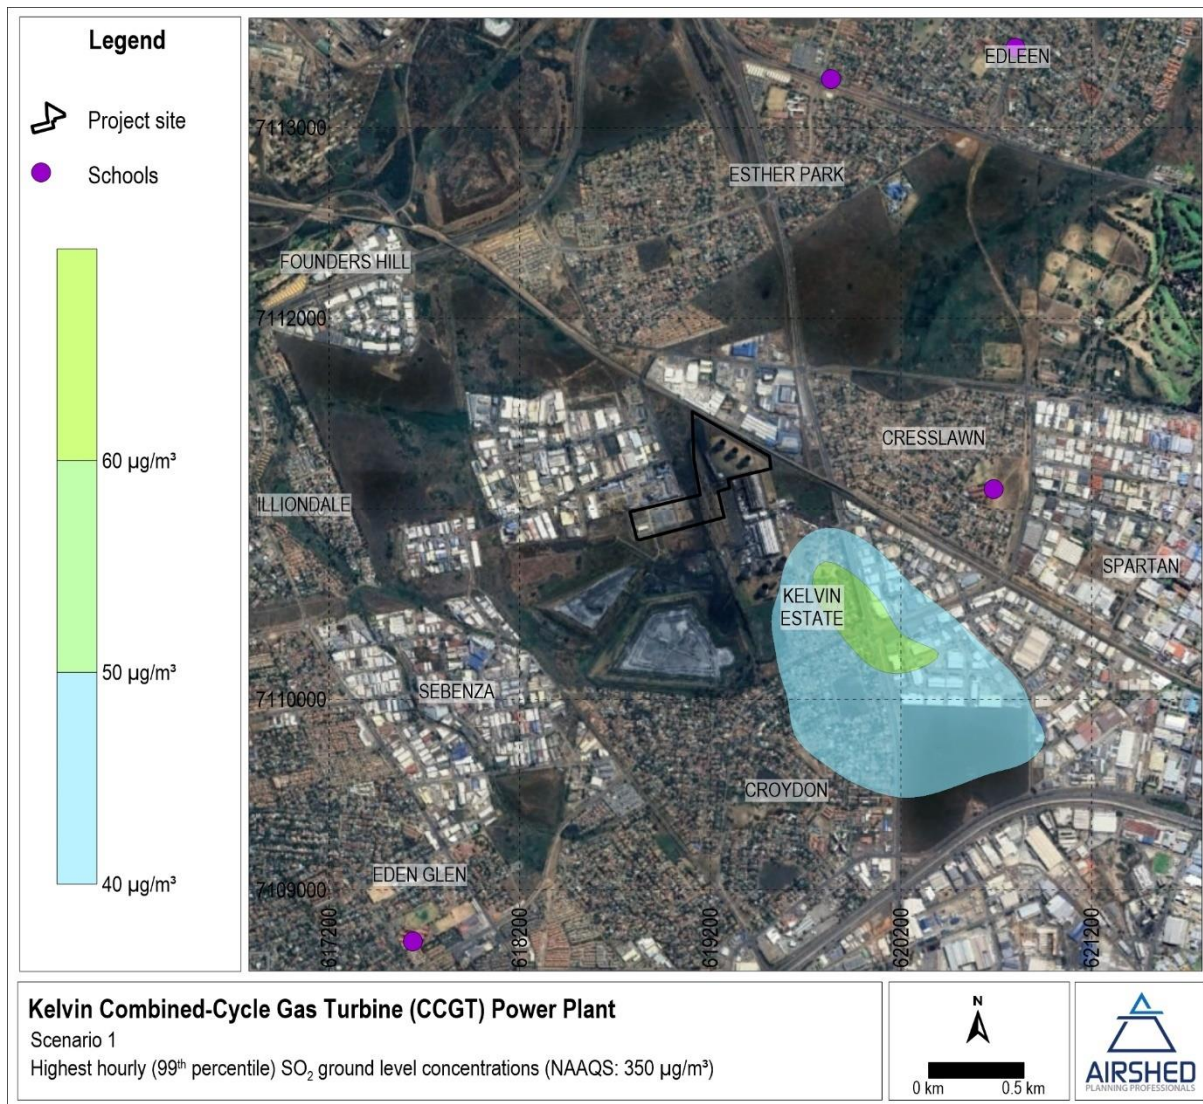 Legend
Project site
Schools
60 µg/m³
50 µg/m³
40 µg/m³
EDLEEN
7113000
ESTHER PARK
FOUNDERS HILL
7112000
CRESSLAWN
ILLIONDALE
SPARTAN
KELVIN
ESTATE
SEBENZA
7110000
CROYDON
EDEN GLEN
7109000
617200
618200
619200
620200
621200
Kelvin Combined-Cycle Gas Turbine (CCGT) Power Plant
Scenario 1
Highest hourly (99th percentile) SO₂ ground level concentrations (NAAQS: 350 µg/m³)
N
0 km 0.5 km
AIRSHED
PLANNING PROFESSIONALS